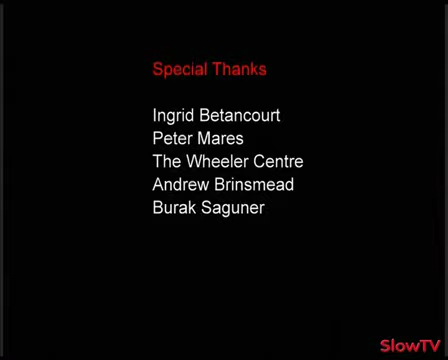 Special Thanks
Ingrid Betancourt
Peter Mares
The Wheeler Centre
Andrew Brinsmead
Burak Saguner
SlowTV